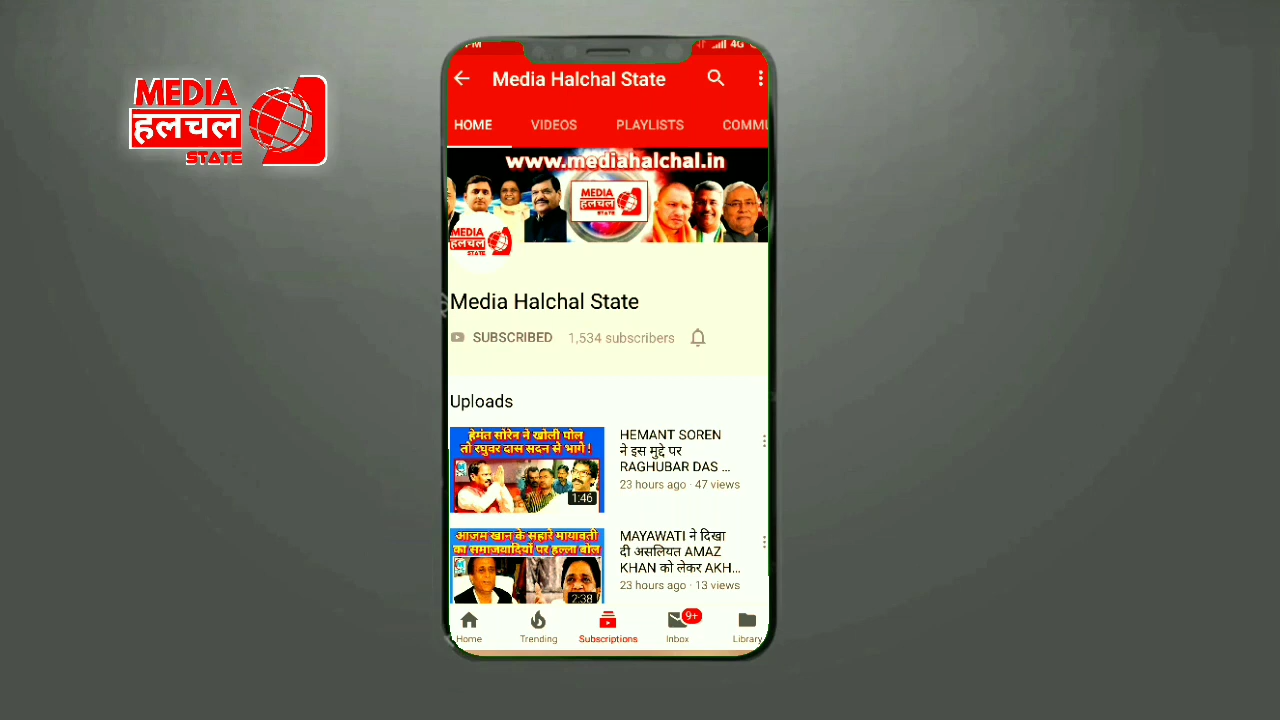 MEDIA
हलचल
STATE
PM
4G
Media Halchal State
HOME VIDEOS PLAYLISTS COMMU
www.mediahalchal.in
MEDIA
हलचल
STATE
MEDIA
हलचल
STATE
Media Halchal State
SUBSCRIBED 1,534 subscribers
Uploads
हेमंत सोरेन ने खोली पोल
तो रघुवर दास सदन से भागे !
1:46
HEMANT SOREN
ने इस मुद्दे पर
RAGHUBAR DAS ...
23 hours ago · 47 views
आजम खान के सहारे मायावती
का समाजवादियों पर हल्ला बोल
2:38
MAYAWATI ने दिखा
दी असलियत AMAZ
KHAN को लेकर AKH...
23 hours ago · 13 views
9+
Home Trending Subscriptions Inbox Library